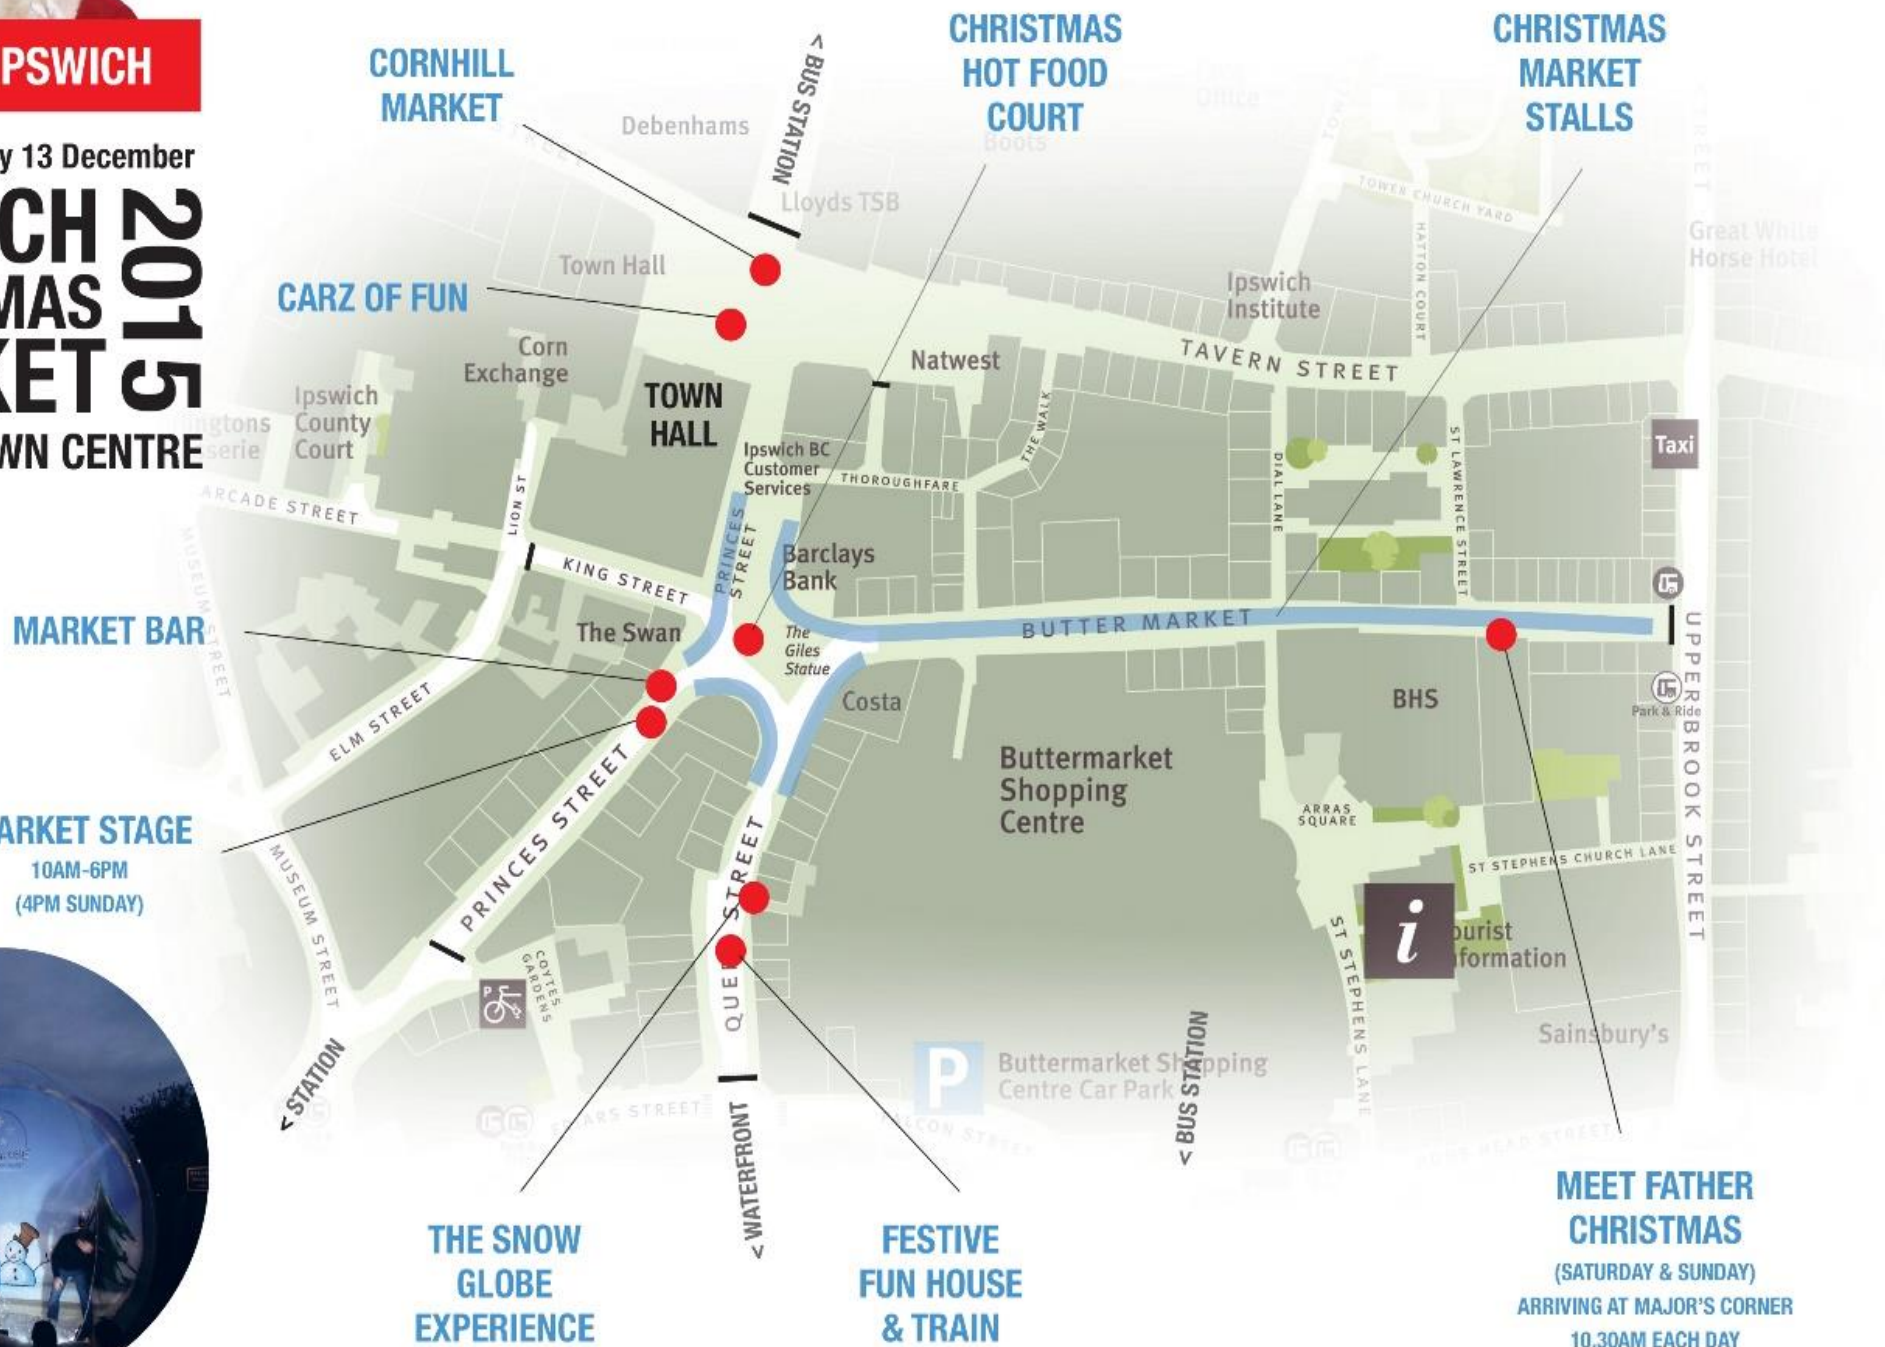 PSWICH
y 13 December
CH
MAS
KET
2015
WN CENTRE
CORNHILL
MARKET
CARZ OF FUN
MARKET BAR
ARKET STAGE
10AM-6PM
(4PM SUNDAY)
CHRISTMAS
HOT FOOD
COURT
CHRISTMAS
MARKET
STALLS
< BUS STATION
Debenhams
Lloyds TSB
Boots
Office
Town Hall
Corn
Exchange
TOWN
HALL
Ipswich
County
Court
Ipswich BC
Customer
Services
Natwest
Ipswich
Institute
Great White
Horse Hotel
TOWER CHURCH YARD
HATTON COURT
TAVERN STREET
THE WALK
THOROUGHFARE
DIAL LANE
ST LAWRENCE STREET
Taxi
ARCADE STREET
LION ST
KING STREET
PRINCES
STREET
Barclays
Bank
The Swan
The
Giles
Statue
BUTTER MARKET
MUSEUM STREET
ELM STREET
Costa
BHS
Park & Ride
UPPERBROOK STREET
Buttermarket
Shopping
Centre
ARRAS
SQUARE
ST STEPHENS CHURCH LANE
PRINCES STREET
MUSEUM STREET
STREET
QUE
COYTES
GARDENS
P
i
ourist
formation
ST STEPHENS LANE
Sainsbury's
P
Buttermarket Shopping
Centre Car Park
< STATION
< WATERFRONT
< BUS STATION
THE SNOW
GLOBE
EXPERIENCE
FESTIVE
FUN HOUSE
& TRAIN
MEET FATHER
CHRISTMAS
(SATURDAY & SUNDAY)
ARRIVING AT MAJOR'S CORNER
10.30AM EACH DAY